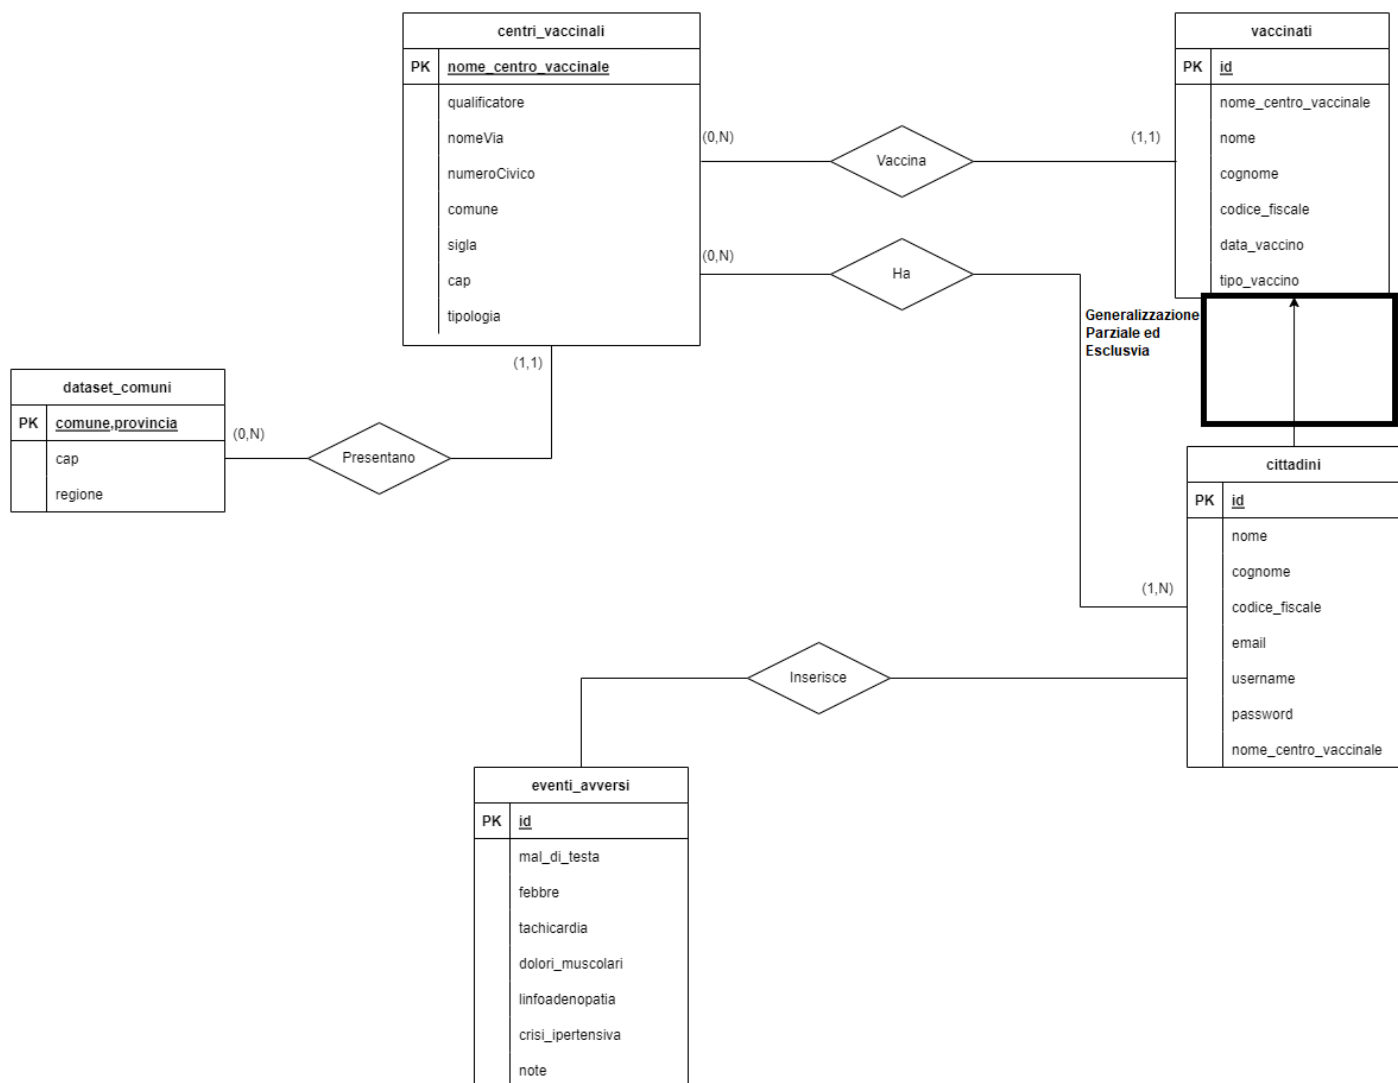 centri_vaccinali
PK nome_centro_vaccinale
qualificatore
nomeVia
numeroCivico
comune
sigla
cap
tipologia
vaccinati
PK id
nome_centro_vaccinale
nome
cognome
codice_fiscale
data_vaccino
tipo_vaccino
(0,N)
Vaccina
(1,1)
(0,N)
Ha
Generalizzazione
Parziale ed
Esclusvia
(1,1)
dataset_comuni
PK comune,provincia
cap
regione
(0,N)
Presentano
cittadini
PK id
nome
cognome
codice_fiscale
email
username
password
nome_centro_vaccinale
(1,N)
Inserisce
eventi_avversi
PK id
mal_di_testa
febbre
tachicardia
dolori_muscolari
linfoadenopatia
crisi_ipertensiva
note